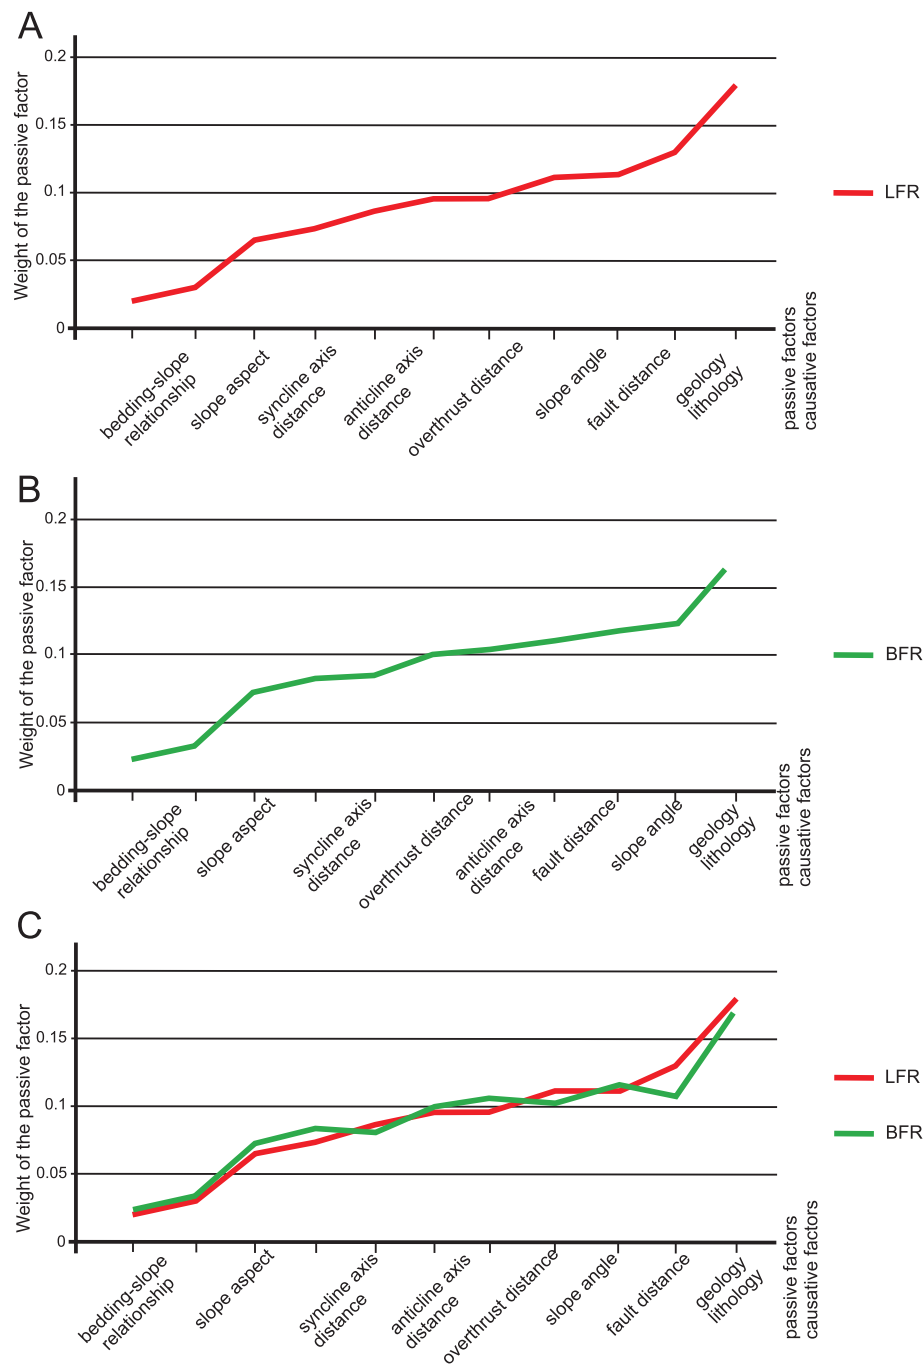 A
Weight of the passive factor
0.2
0.15
0.1
0.05
0
bedding-slope
relationship
slope aspect
syncline axis
distance
anticline axis
distance
overthrust distance
slope angle
fault distance
geology
lithology
passive factors
causative factors
LFR
B
Weight of the passive factor
0.2
0.15
0.1
0.05
0
bedding-slope
relationship
slope aspect
syncline axis
distance
overthrust distance
anticline axis
distance
fault distance
slope angle
geology
lithology
passive factors
causative factors
BFR
C
Weight of the passive factor
0.2
0.15
0.1
0.05
0
bedding-slope
relationship
slope aspect
syncline axis
distance
anticline axis
distance
overthrust distance
slope angle
fault distance
geology
lithology
passive factors
causative factors
LFR
BFR